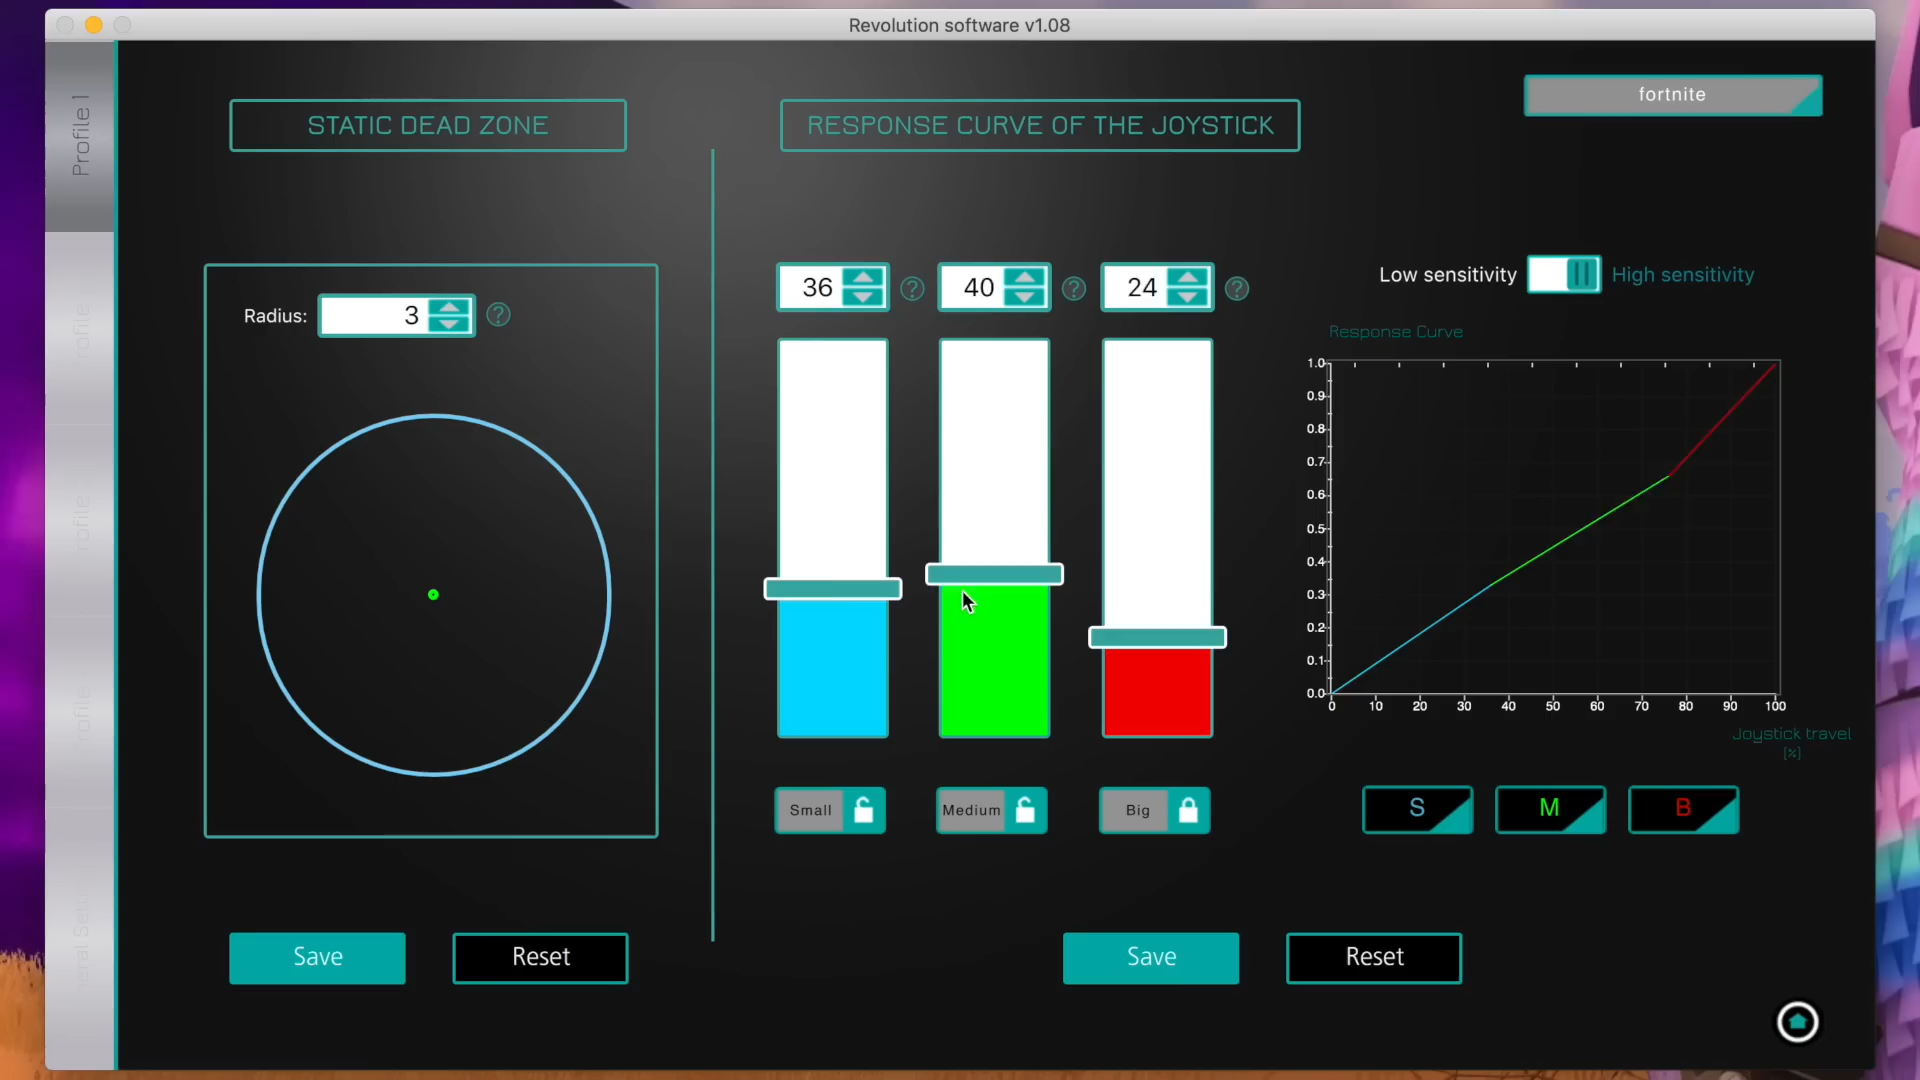 Revolution software v1.08
Profile 1
rofile
rofile
rofile
STATIC DEAD ZONE
Radius: 3 ?
Save
Reset
RESPONSE CURVE OF THE JOYSTICK
fortnite
36 ? 40 ? 24 ?
Small
Medium
Big
Low sensitivity
High sensitivity
Response Curve
1.0
0.9
0.8
0.7
0.6
0.5
0.4
0.3
0.2
0.1
0.0
0 10 20 30 40 50 60 70 80 90 100
Joystick travel
[%]
S
M
B
Save
Reset